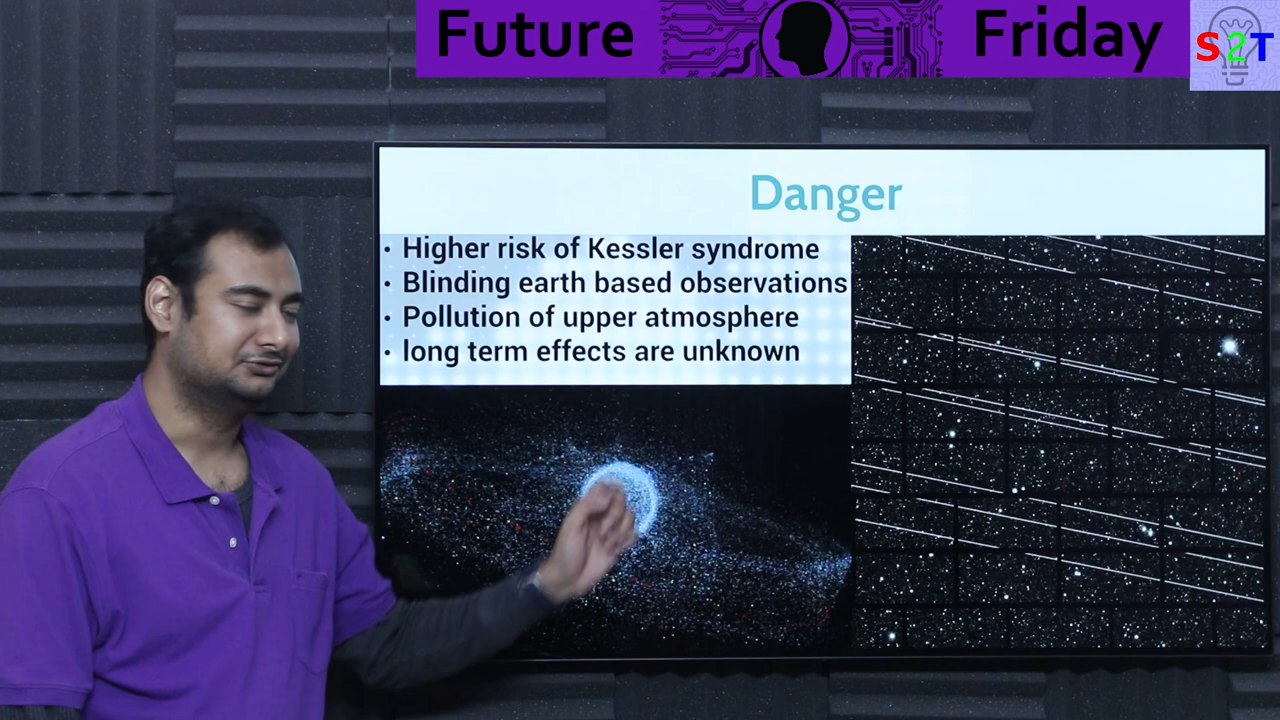 Future Friday
S2T
Danger
• Higher risk of Kessler syndrome
• Blinding earth based observations
• Pollution of upper atmosphere
• long term effects are unknown